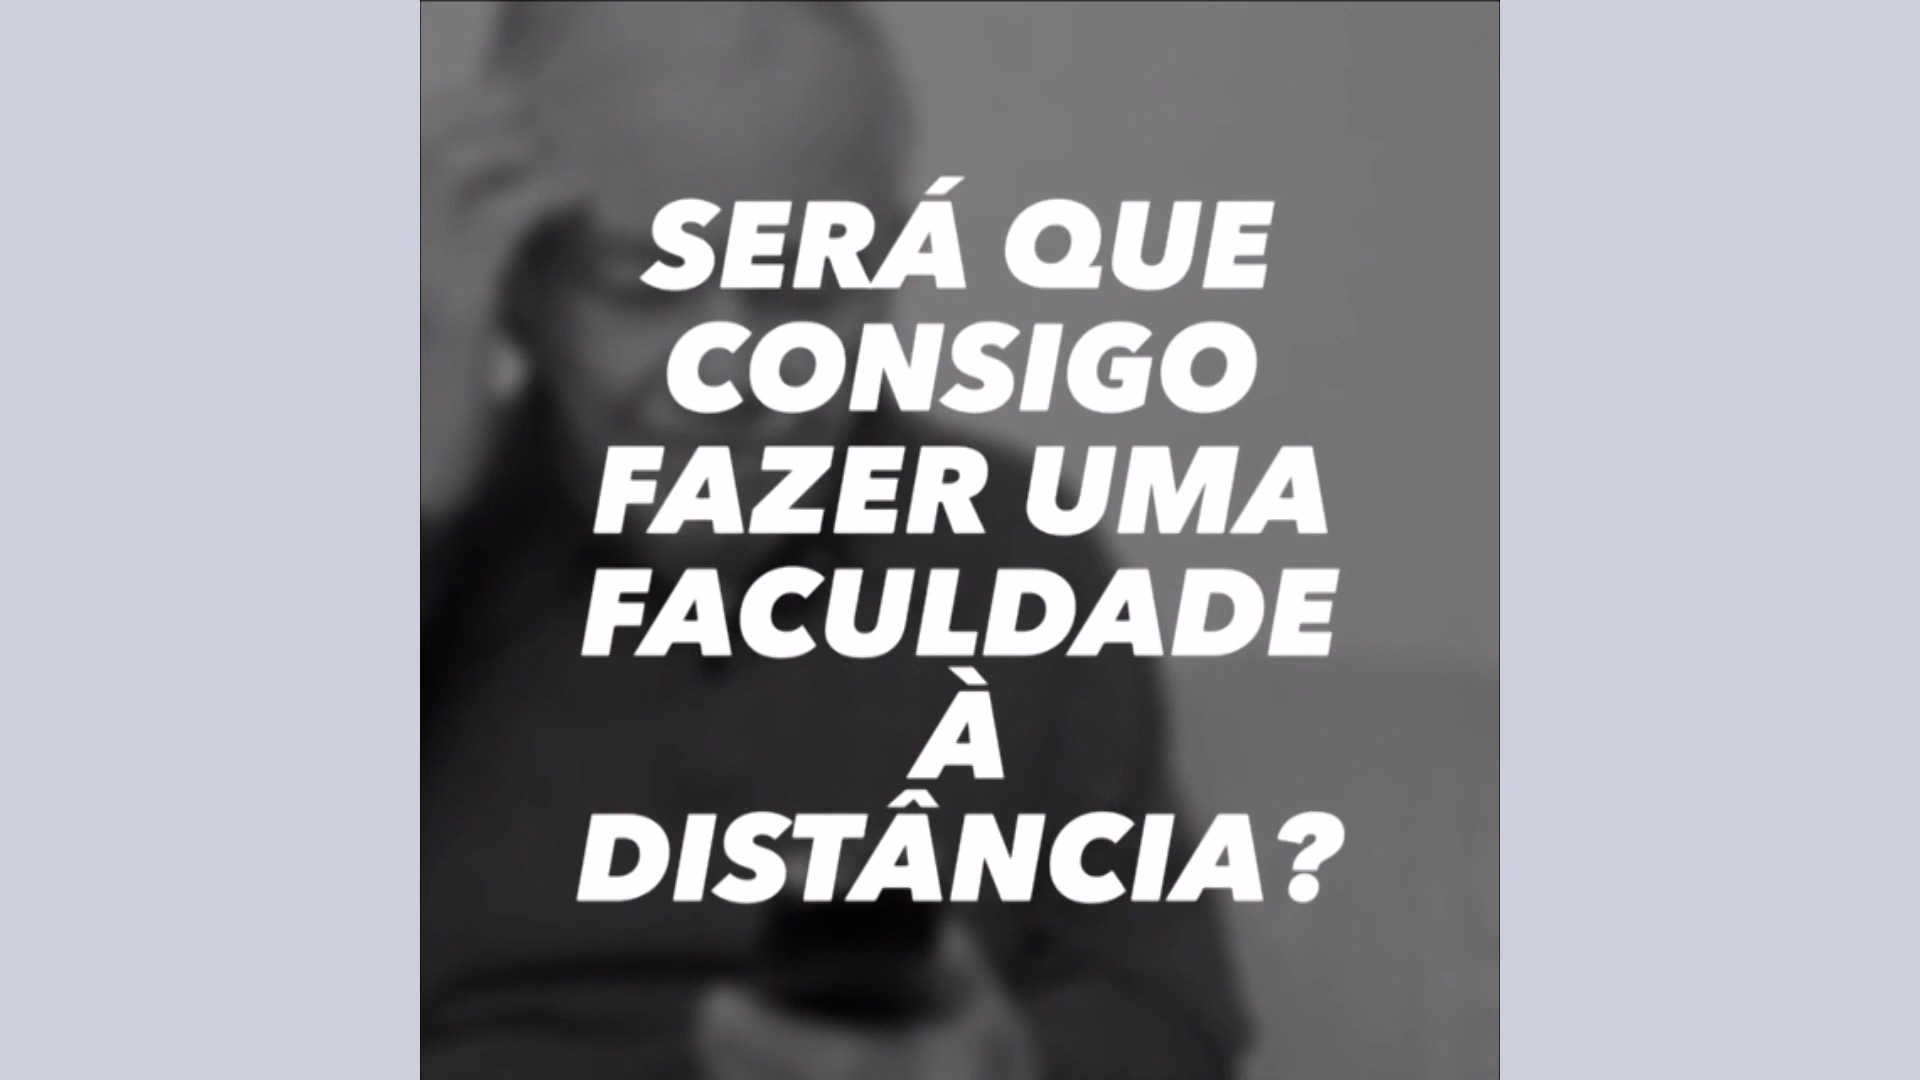 SERÁ QUE
CONSIGO
FAZER UMA
FACULDADE
À
DISTÂNCIA?